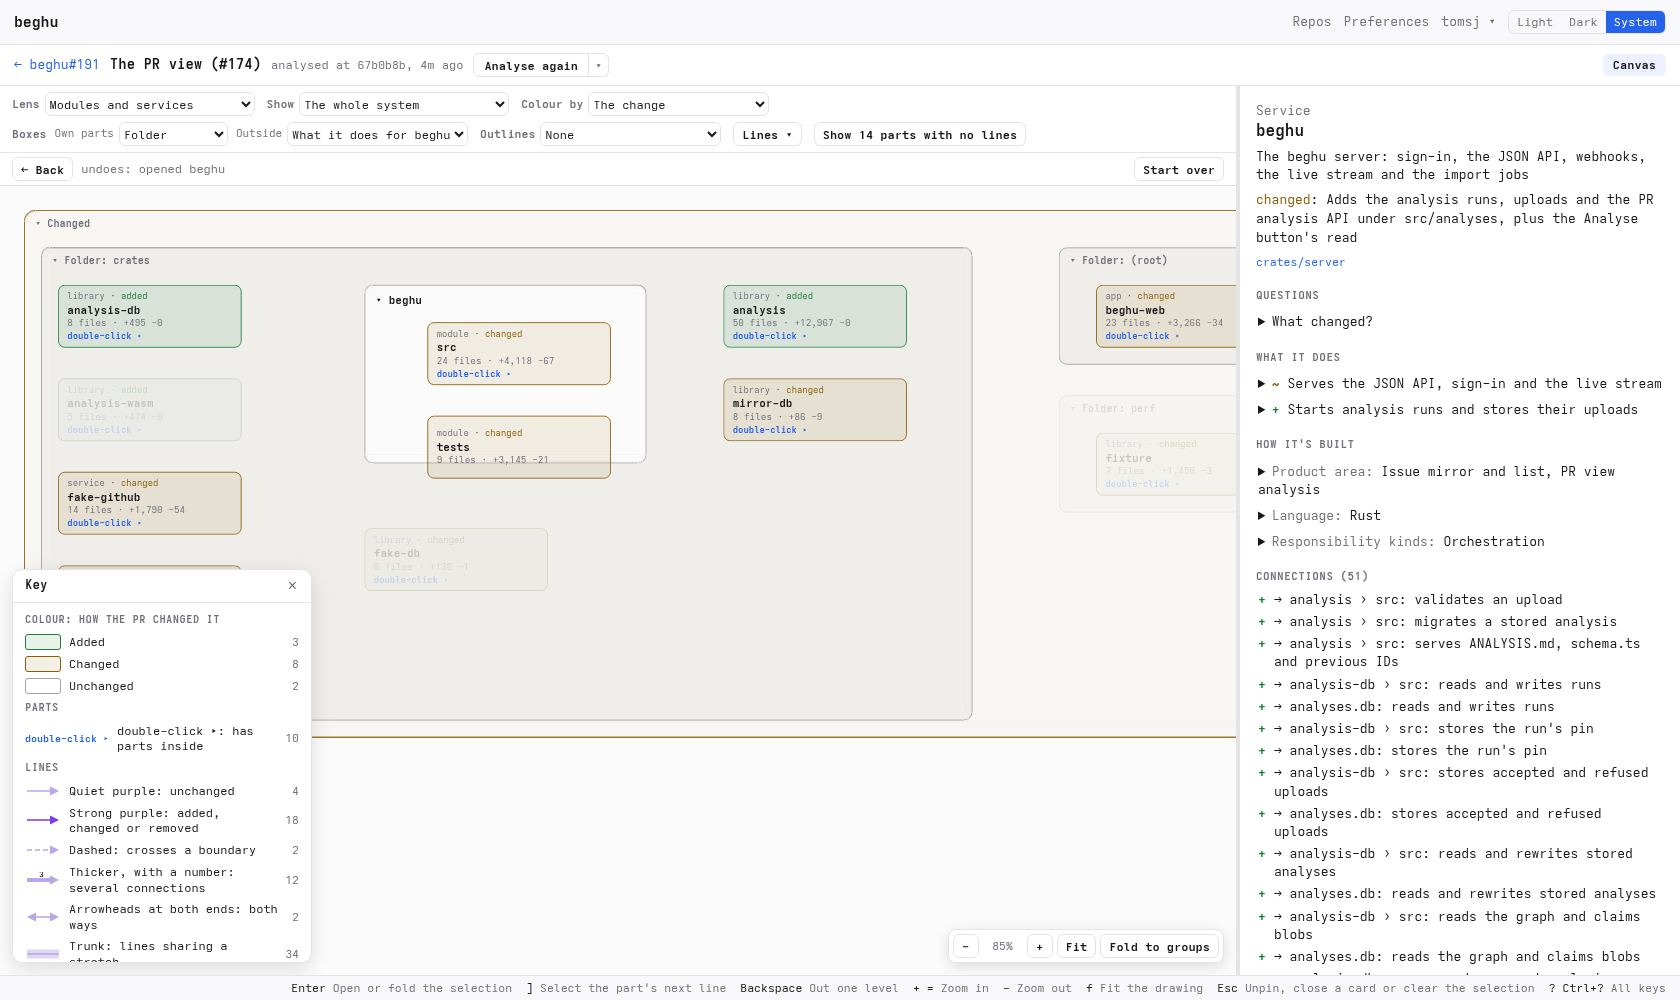 beghu
Repos Preferences tomsj ▾ Light Dark System
← beghu#191 The PR view (#174) analysed at 67b0b8b, 4m ago Analyse again ▾ Canvas
Lens Modules and services Show The whole system Colour by The change
Boxes Own parts Folder Outside What it does for beghu Outlines None Lines ▾ Show 14 parts with no lines
← Back undoes: opened beghu Start over
▾ Changed
▾ Folder: crates
library · added
analysis-db
8 files · +495 −0
double-click ▸
library · added
analysis-wasm
5 files · +474 −0
double-click ▸
service · changed
fake-github
14 files · +1,790 −54
double-click ▸
▾ beghu
module · changed
src
24 files · +4,118 −67
double-click ▸
module · changed
tests
9 files · +3,145 −21
library · changed
fake-db
6 files · +136 −1
double-click ▸
library · added
analysis
50 files · +12,967 −0
double-click ▸
library · changed
mirror-db
8 files · +86 −9
double-click ▸
▾ Folder: (root)
app · changed
beghu-web
23 files · +3,266 −34
double-click ▸
▾ Folder: perf
library · changed
fixture
7 files · +1,450 −3
double-click ▸
Key ×
COLOUR: HOW THE PR CHANGED IT
Added 3
Changed 8
Unchanged 2
PARTS
double-click ▸ double-click ▸: has parts inside 10
LINES
Quiet purple: unchanged 4
Strong purple: added, changed or removed 18
Dashed: crosses a boundary 2
3 Thicker, with a number: several connections 12
Arrowheads at both ends: both ways 2
Trunk: lines sharing a stretch 34
− 85% + Fit Fold to groups
Service
beghu
The beghu server: sign-in, the JSON API, webhooks,
the live stream and the import jobs
changed: Adds the analysis runs, uploads and the PR
analysis API under src/analyses, plus the Analyse
button's read
crates/server
QUESTIONS
▶ What changed?
WHAT IT DOES
▶ ~ Serves the JSON API, sign-in and the live stream
▶ + Starts analysis runs and stores their uploads
HOW IT'S BUILT
▶ Product area: Issue mirror and list, PR view
analysis
▶ Language: Rust
▶ Responsibility kinds: Orchestration
CONNECTIONS (51)
+ → analysis › src: validates an upload
+ → analysis › src: migrates a stored analysis
+ → analysis › src: serves ANALYSIS.md, schema.ts
and previous IDs
+ → analysis-db › src: reads and writes runs
+ → analyses.db: reads and writes runs
+ → analysis-db › src: stores the run's pin
+ → analyses.db: stores the run's pin
+ → analysis-db › src: stores accepted and refused
uploads
+ → analyses.db: stores accepted and refused
uploads
+ → analysis-db › src: reads and rewrites stored
analyses
+ → analyses.db: reads and rewrites stored analyses
+ → analysis-db › src: reads the graph and claims
blobs
+ → analyses.db: reads the graph and claims blobs
Enter Open or fold the selection ] Select the part's next line Backspace Out one level + = Zoom in − Zoom out f Fit the drawing Esc Unpin, close a card or clear the selection ? Ctrl+? All keys